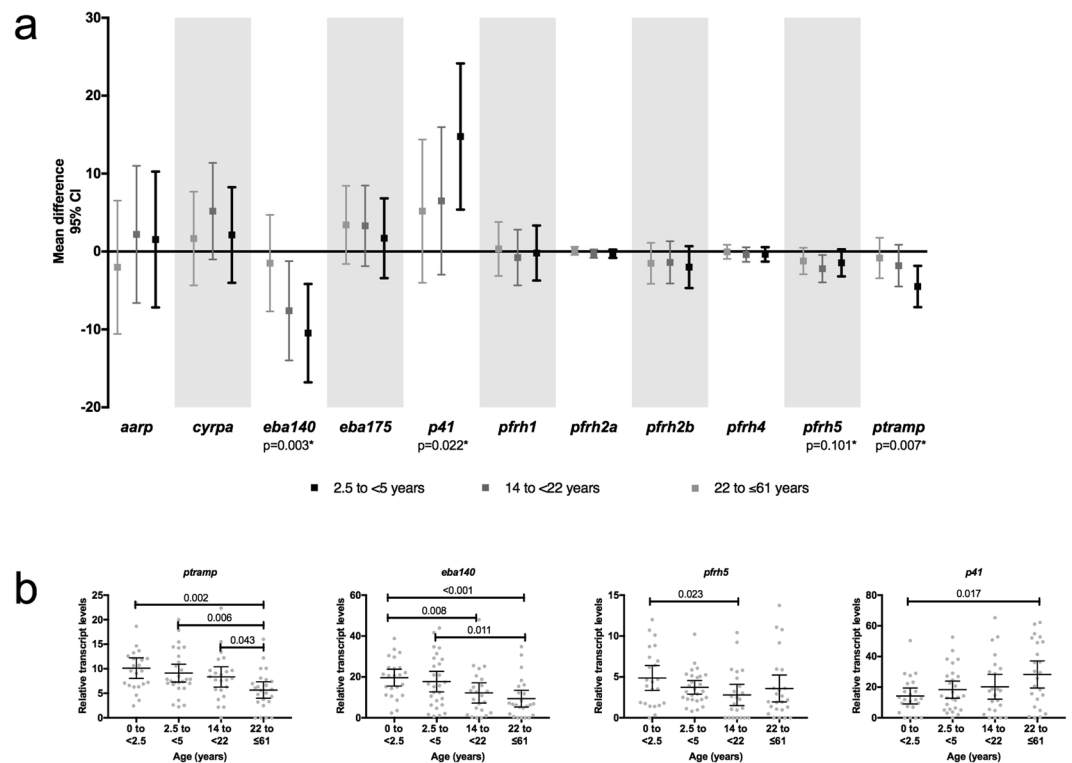 a
Mean difference
95% CI
30
20
10
0
-10
-20
aarp cyrpa eba140 eba175 p41 pfrh1 pfrh2a pfrh2b pfrh4 pfrh5 ptramp
p=0.003* p=0.022* p=0.101* p=0.007*
2.5 to <5 years 14 to <22 years 22 to ≤61 years
b
ptramp
Relative transcript levels
25
20
15
10
5
0
0.002
0.006
0.043
0 to 2.5 to 14 to 22 to
<2.5 <5 <22 ≤61
Age (years)
eba140
Relative transcript levels
60
50
40
30
20
10
0
<0.001
0.008
0.011
0 to 2.5 to 14 to 22 to
<2.5 <5 <22 ≤61
Age (years)
pfrh5
Relative transcript levels
15
10
5
0
0.023
0 to 2.5 to 14 to 22 to
<2.5 <5 <22 ≤61
Age (years)
p41
Relative transcript levels
80
60
40
20
0
0.017
0 to 2.5 to 14 to 22 to
<2.5 <5 <22 ≤61
Age (years)